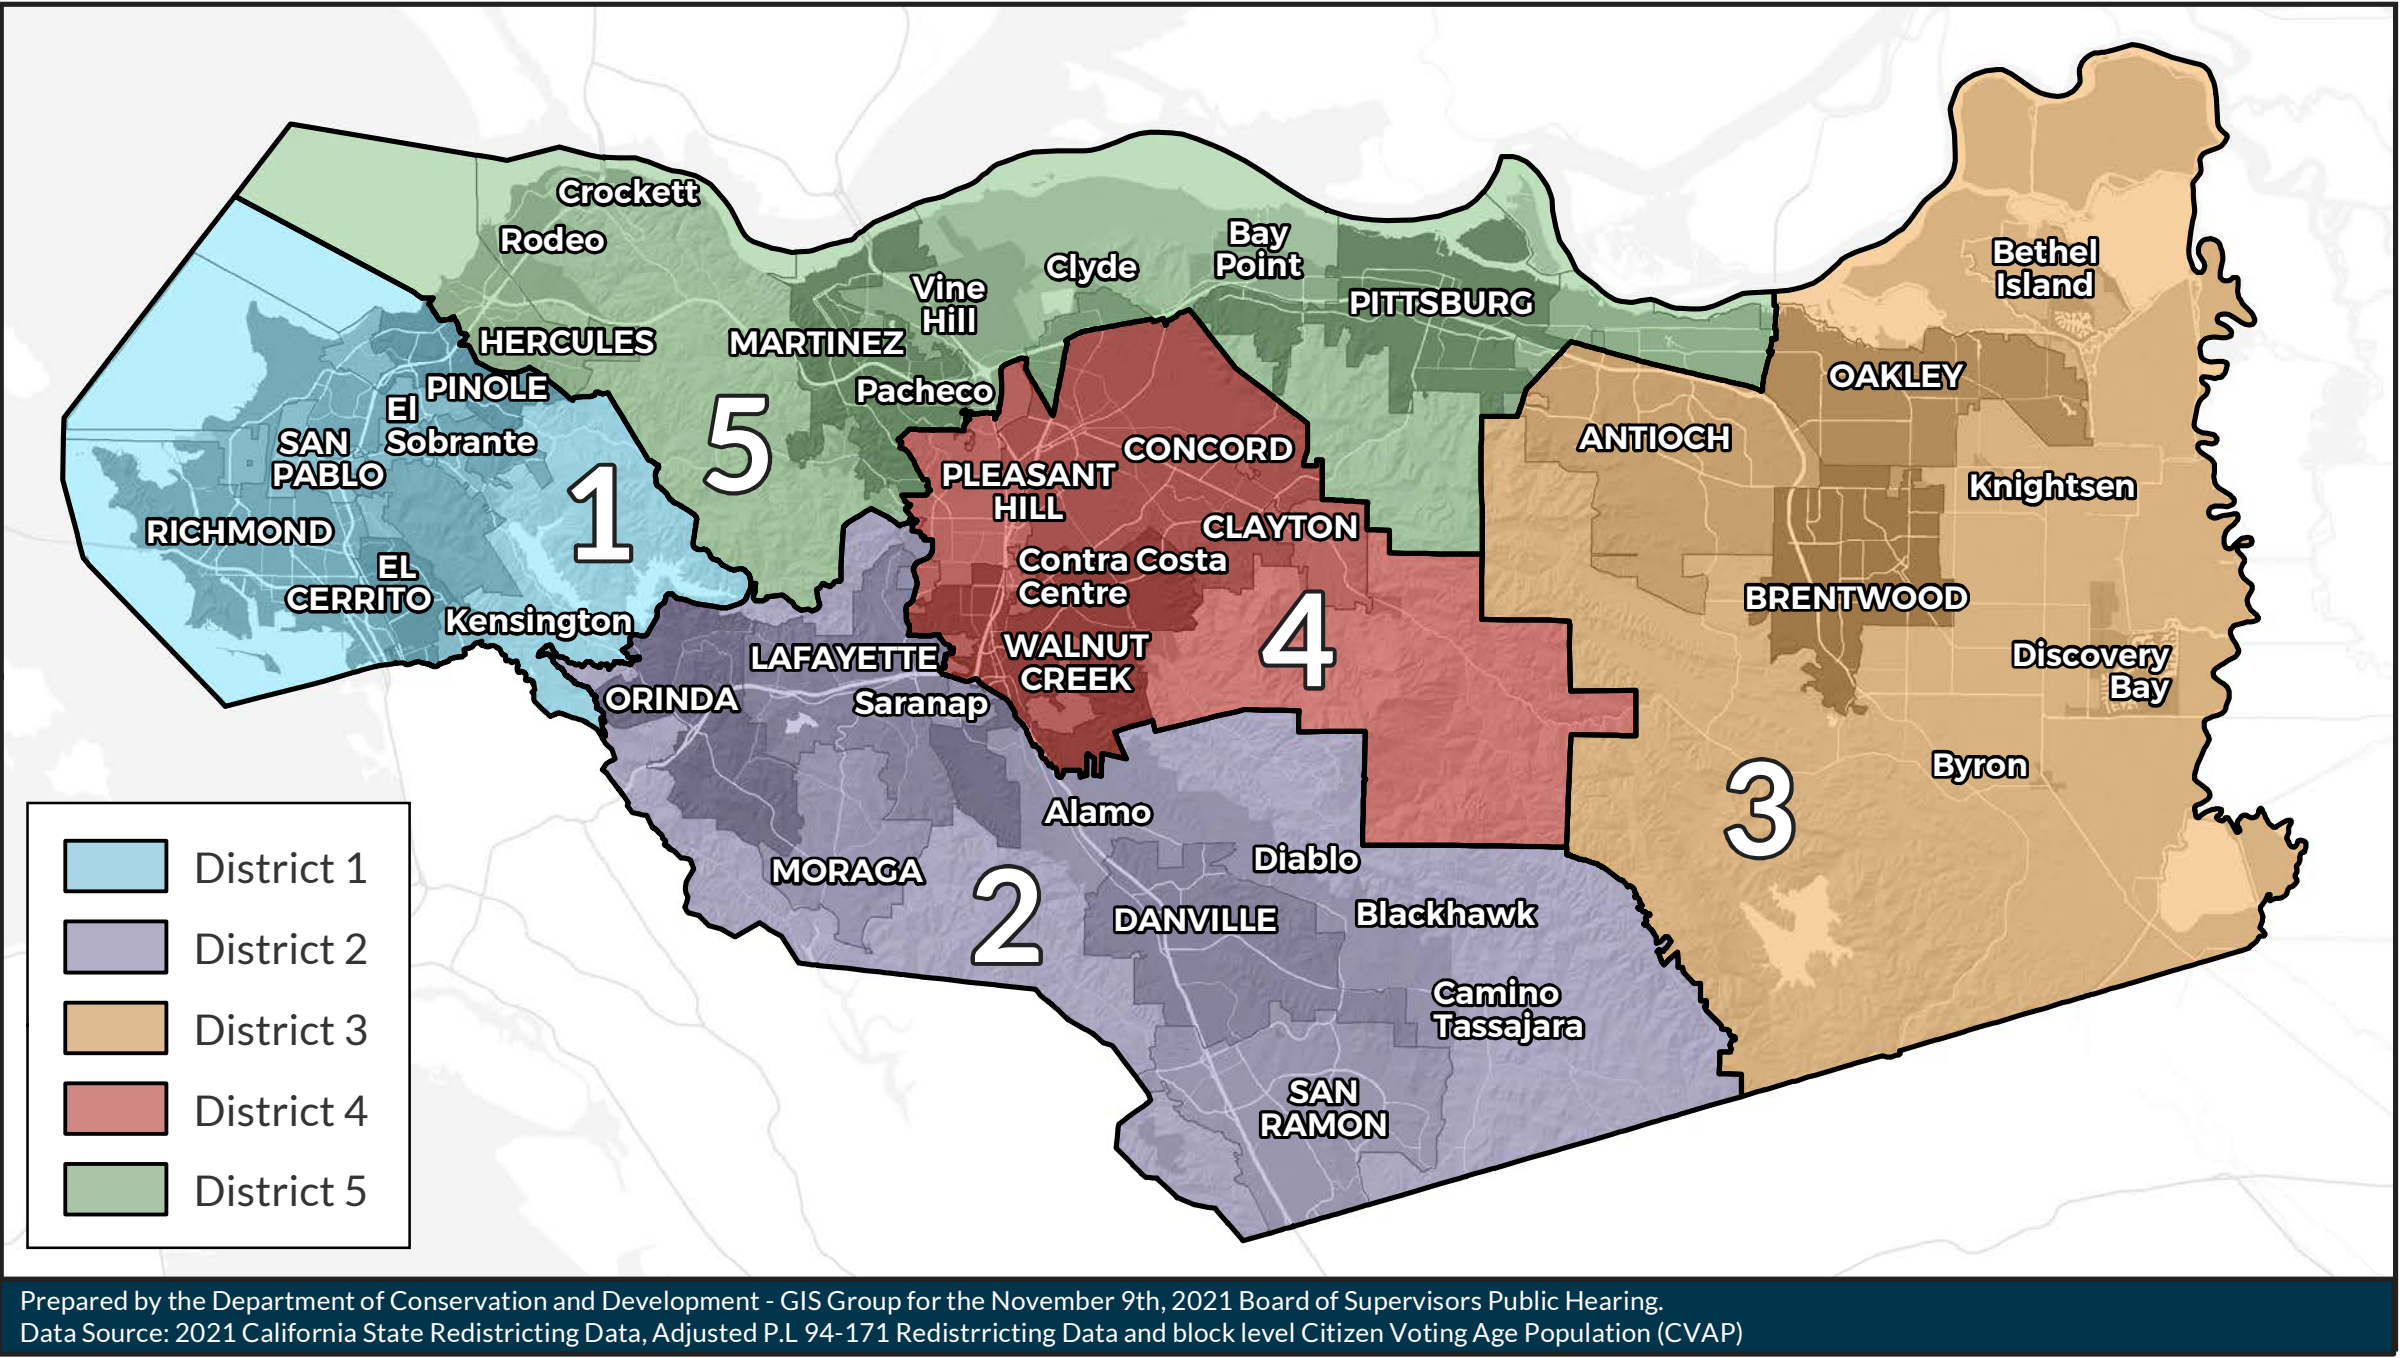 Crockett
Rodeo
Bay
Point
Clyde
Vine
Hill
PITTSBURG
HERCULES
MARTINEZ
Pacheco
5
Bethel
Island
OAKLEY
ANTIOCH
Knightsen
BRENTWOOD
Discovery
Bay
Byron
3
PINOLE
El
Sobrante
SAN
PABLO
1
RICHMOND
EL
CERRITO
Kensington
CONCORD
PLEASANT
HILL
CLAYTON
Contra Costa
Centre
4
WALNUT
CREEK
LAFAYETTE
ORINDA
Saranap
Alamo
MORAGA
2
Diablo
DANVILLE
Blackhawk
Camino
Tassajara
SAN
RAMON
District 1
District 2
District 3
District 4
District 5
Prepared by the Department of Conservation and Development - GIS Group for the November 9th, 2021 Board of Supervisors Public Hearing.
Data Source: 2021 California State Redistricting Data, Adjusted P.L 94-171 Redistrricting Data and block level Citizen Voting Age Population (CVAP)